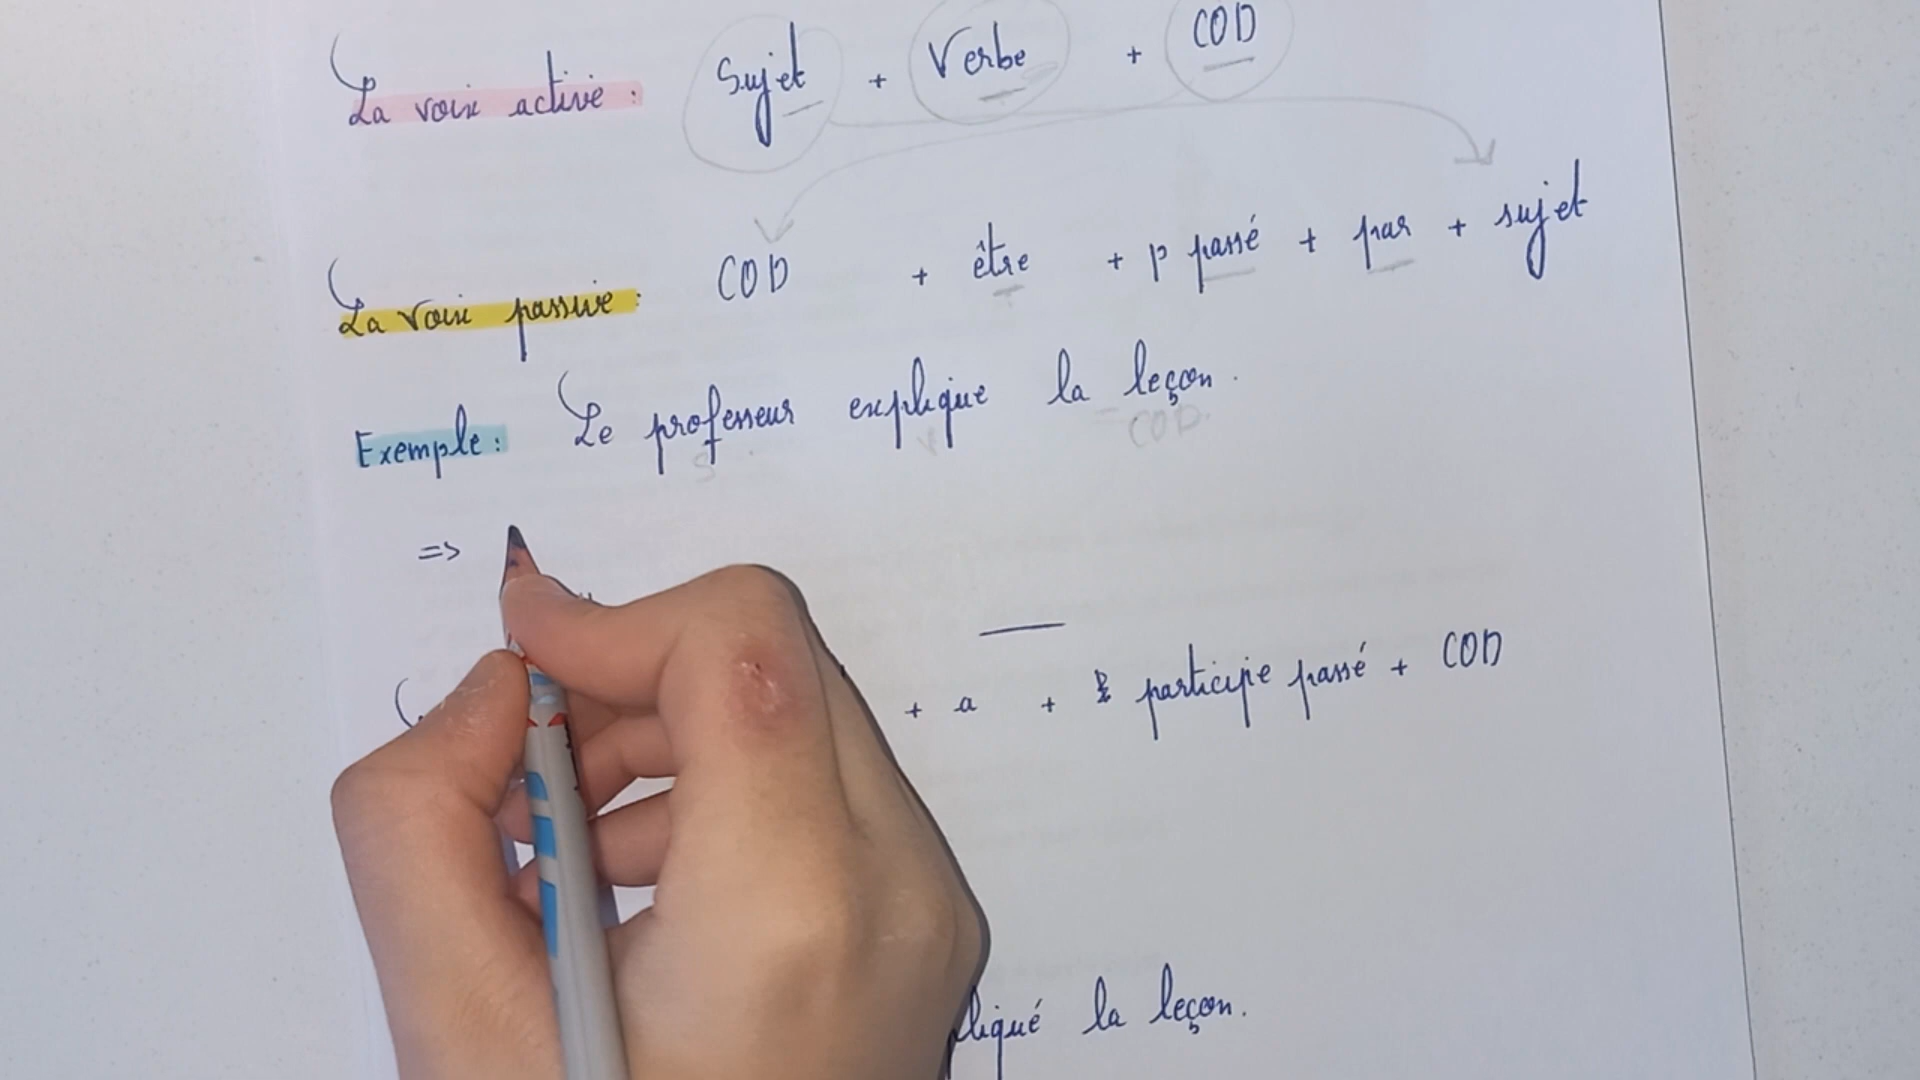 La voix active : Sujet + Verbe + COD
La voix passive : COD + être + p passé + par + sujet
Exemple : Le professeur explique la leçon.
S V = COD.
=>
+ a + participe passé + COD
liqué la leçon.